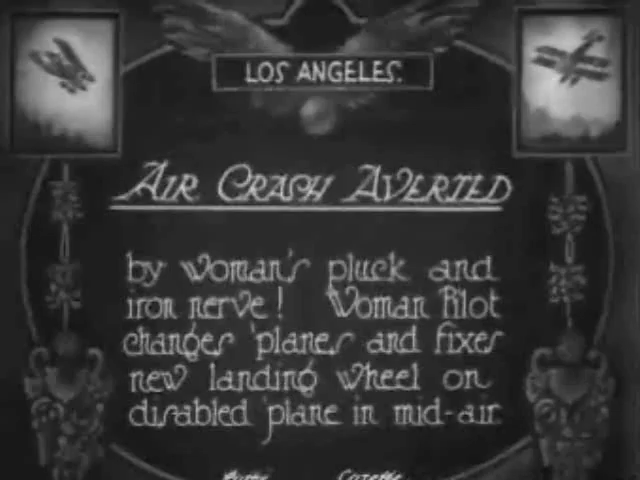 LOS ANGELES.
AIR CRASH AVERTED
by woman's pluck and
iron nerve! Woman Pilot
changes 'planes and fixes
new landing wheel on
disabled 'plane in mid-air
Gazette